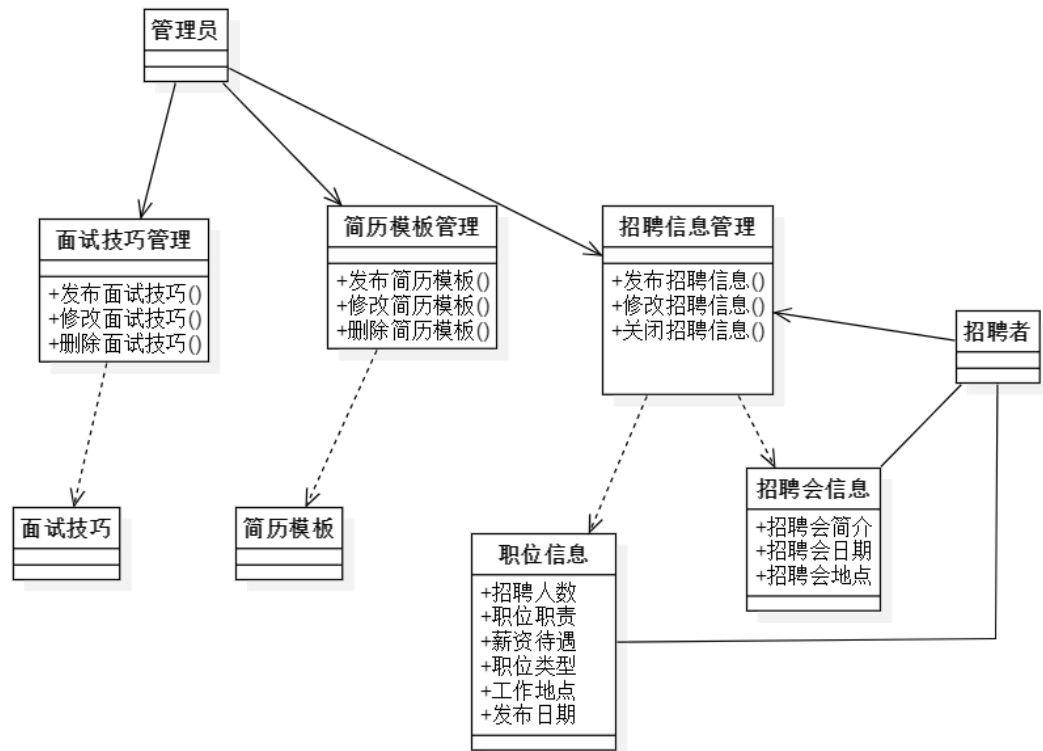 管理员
面试技巧管理
+发布面试技巧()
+修改面试技巧()
+删除面试技巧()
简历模板管理
+发布简历模板()
+修改简历模板()
+删除简历模板()
招聘信息管理
+发布招聘信息()
+修改招聘信息()
+关闭招聘信息()
招聘者
面试技巧
简历模板
职位信息
+招聘人数
+职位职责
+薪资待遇
+职位类型
+工作地点
+发布日期
招聘会信息
+招聘会简介
+招聘会日期
+招聘会地点